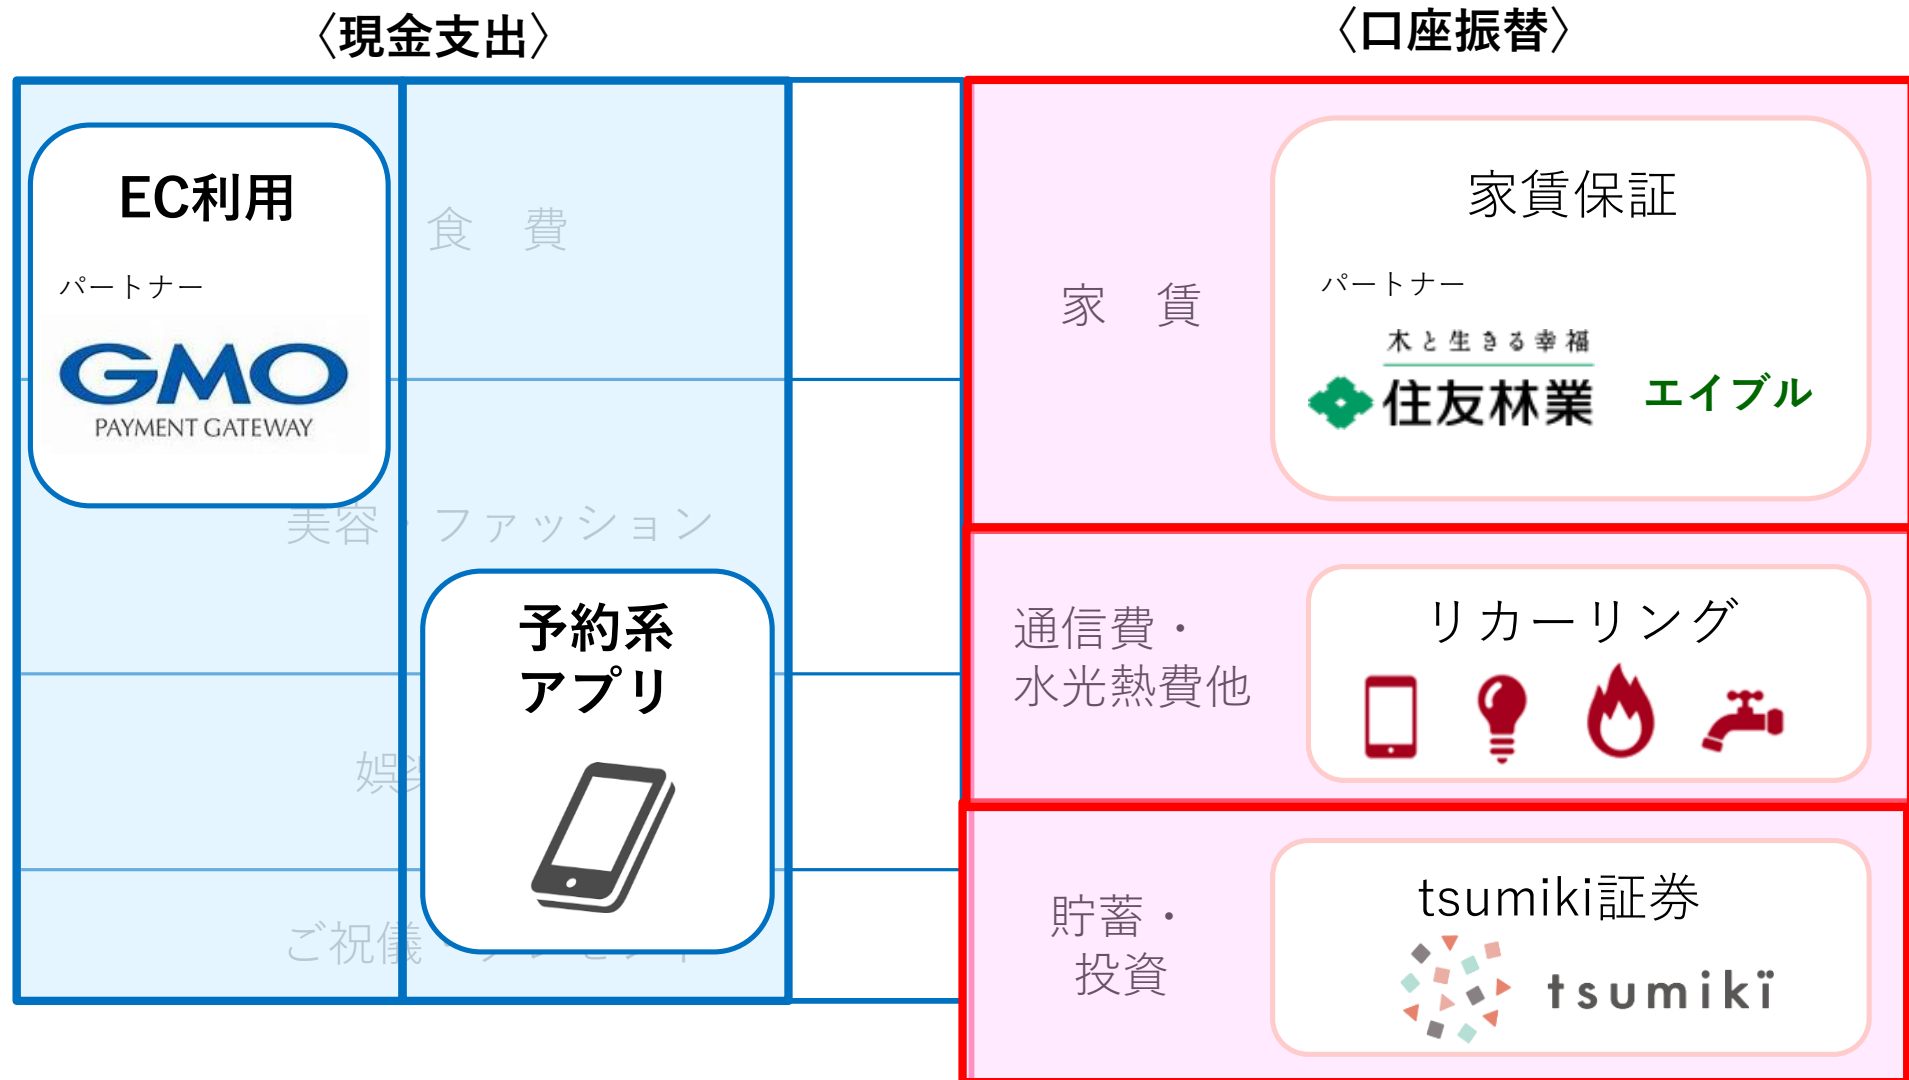 〈現金支出〉
〈口座振替〉
EC利用
パートナー
GMO
PAYMENT GATEWAY
食　費
美容・ファッション
予約系
アプリ
娯
ご祝儀・
家　賃
家賃保証
パートナー
木と生きる幸福
住友林業
エイブル
通信費・
水光熱費他
リカーリング
貯蓄・
投資
tsumiki証券
tsumiki